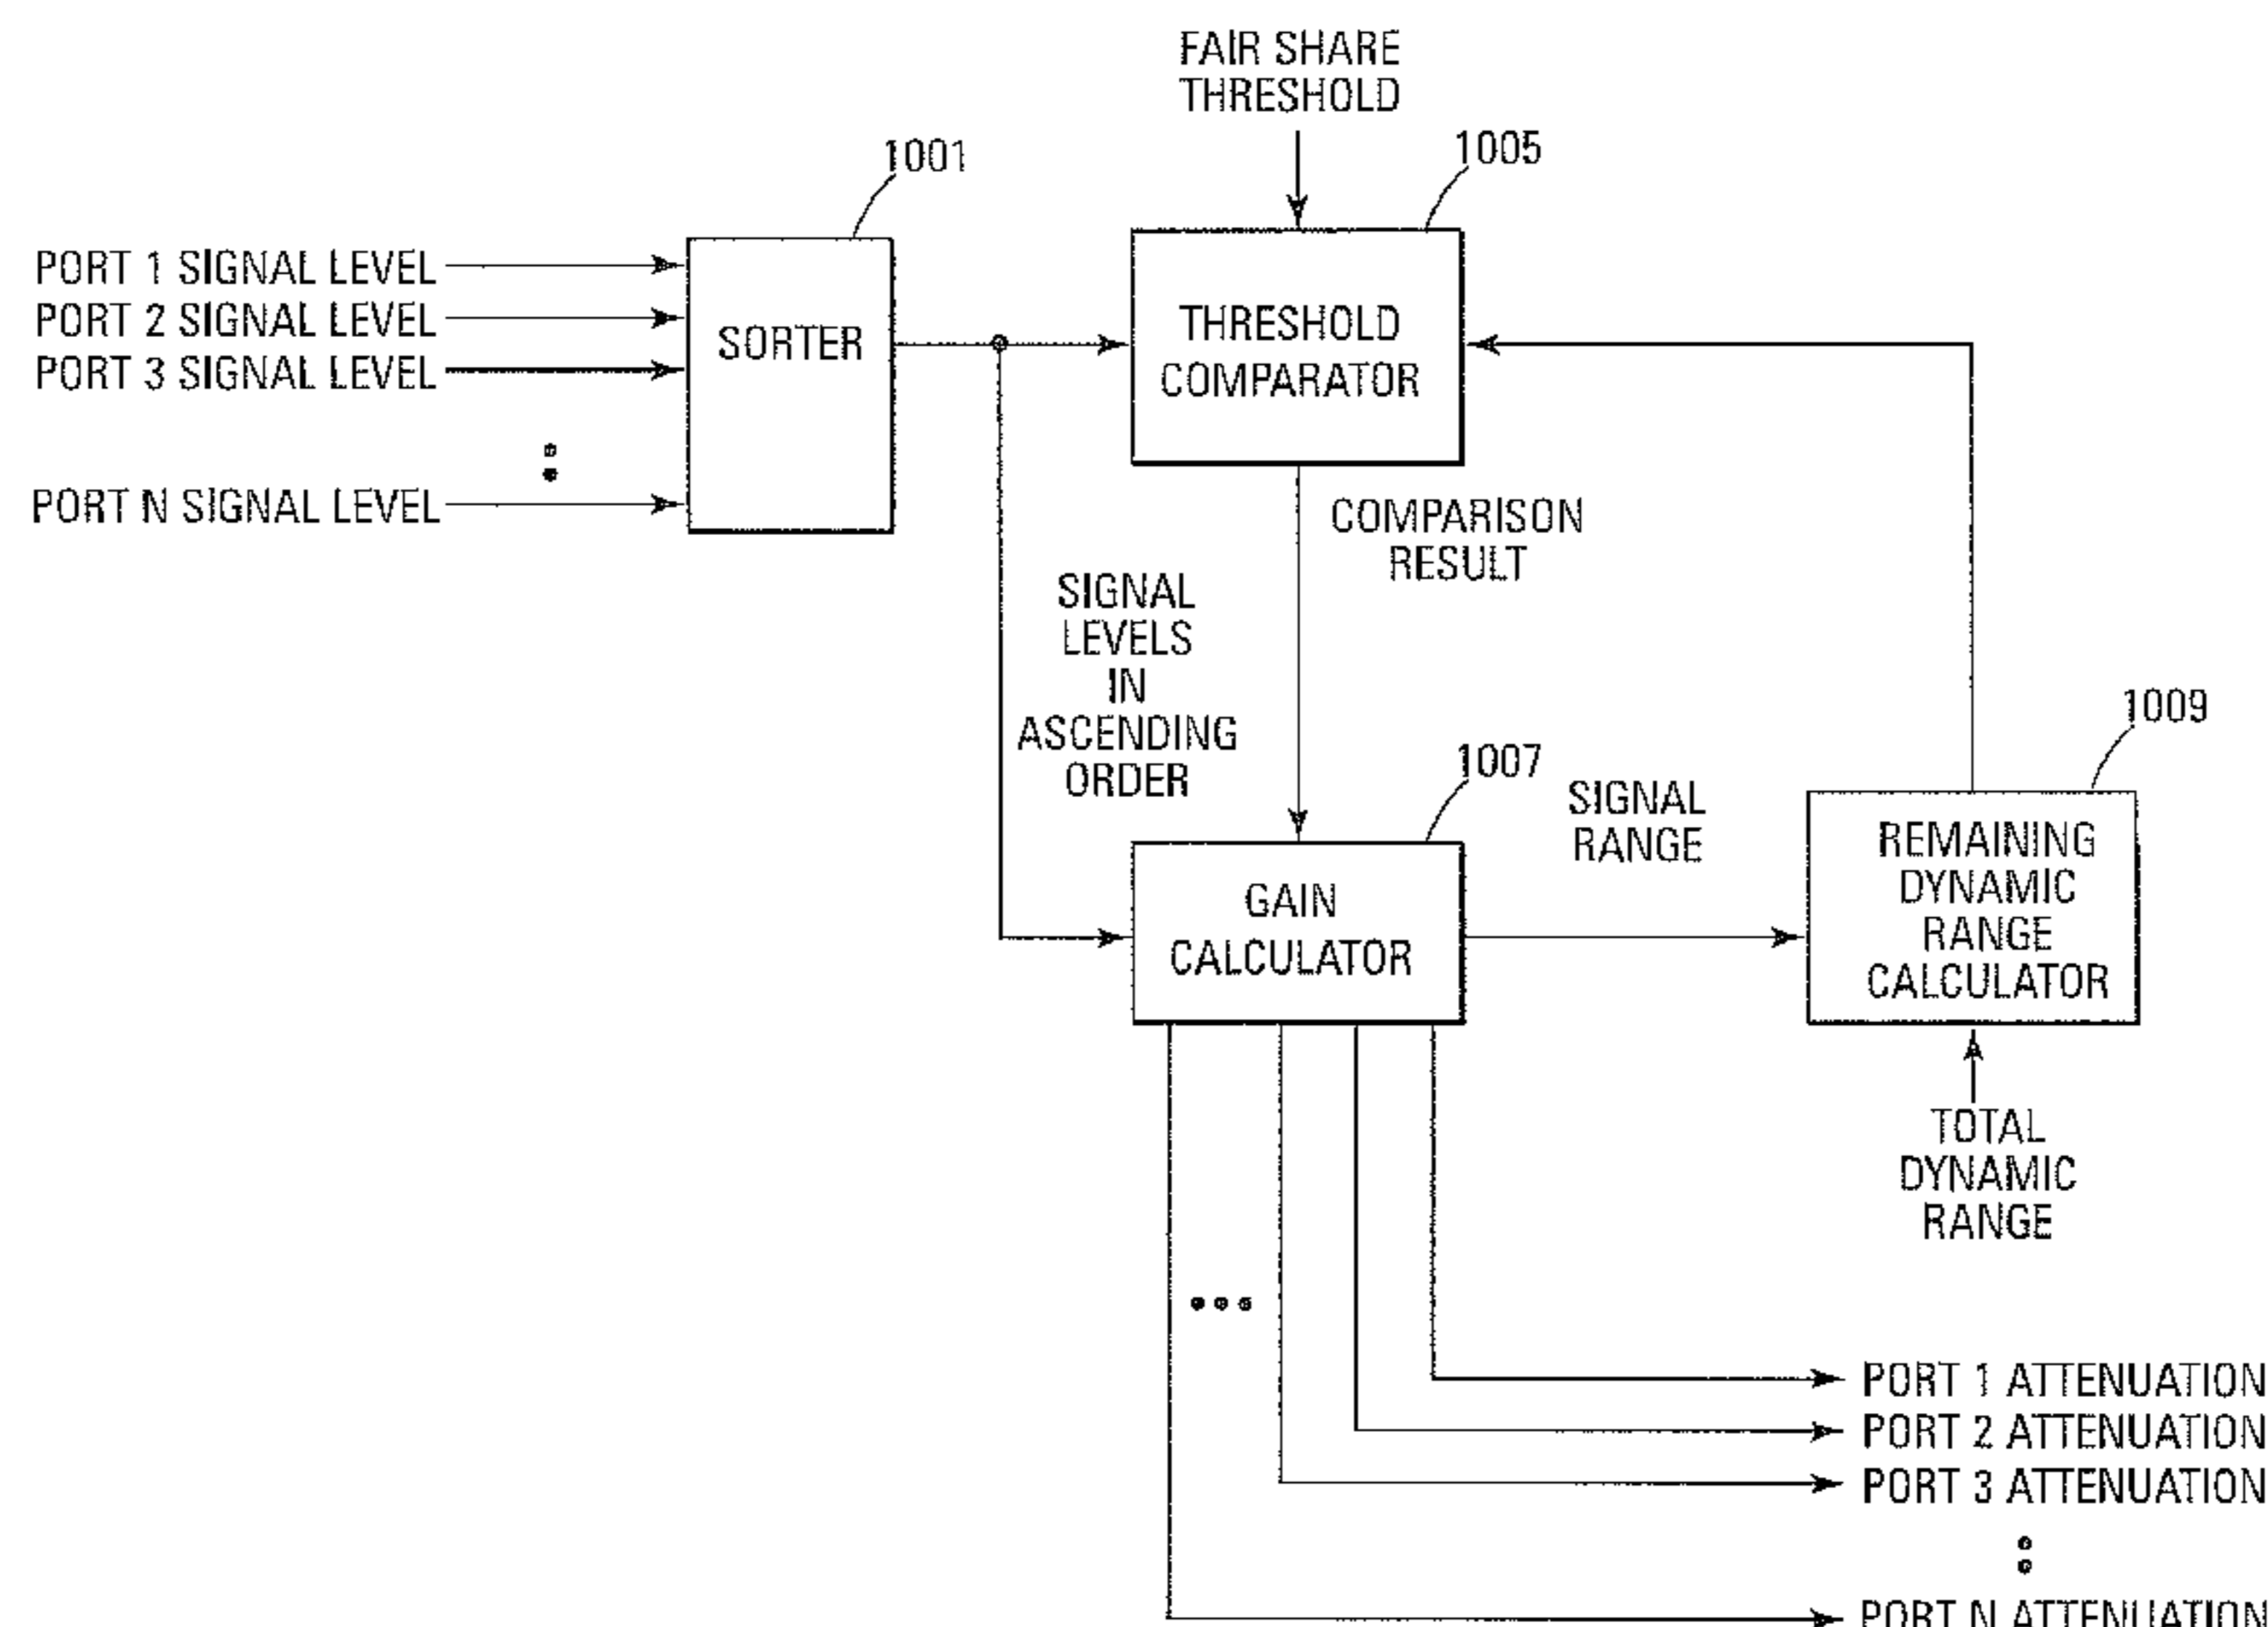 FAIR SHARE
THRESHOLD
1001
1005
PORT 1 SIGNAL LEVEL
PORT 2 SIGNAL LEVEL
PORT 3 SIGNAL LEVEL
PORT N SIGNAL LEVEL
SORTER
THRESHOLD
COMPARATOR
COMPARISON
RESULT
SIGNAL
LEVELS
IN
ASCENDING
ORDER
1007
SIGNAL
RANGE
1009
GAIN
CALCULATOR
REMAINING
DYNAMIC
RANGE
CALCULATOR
TOTAL
DYNAMIC
RANGE
PORT 1 ATTENUATION
PORT 2 ATTENUATION
PORT 3 ATTENUATION
PORT N ATTENUATION